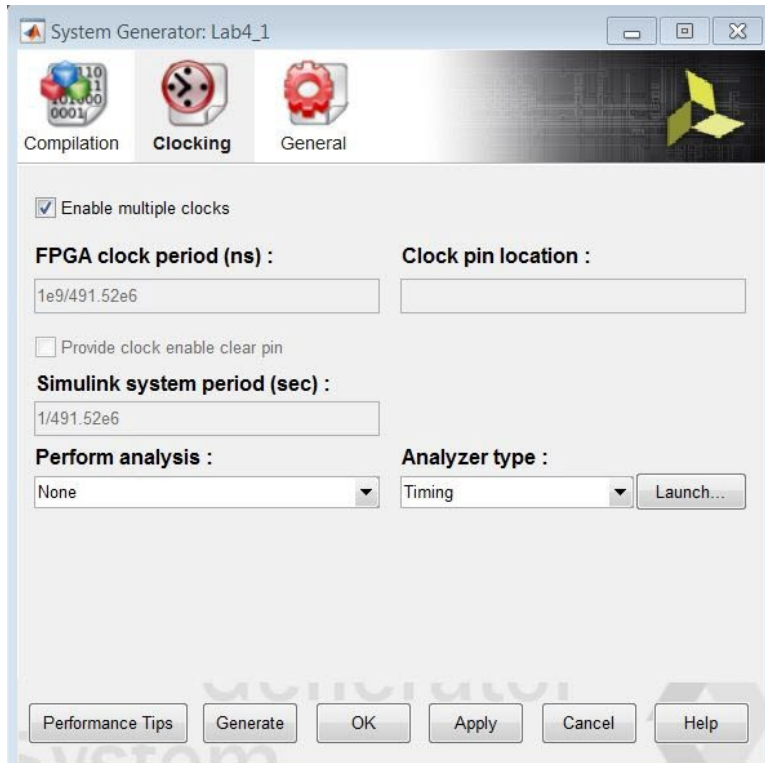 System Generator: Lab4_1
Compilation Clocking General
Enable multiple clocks
FPGA clock period (ns) : Clock pin location :
1e9/491.52e6
Provide clock enable clear pin
Simulink system period (sec) :
1/491.52e6
Perform analysis : Analyzer type :
None Timing Launch...
Generator
Performance Tips Generate OK Apply Cancel Help
System